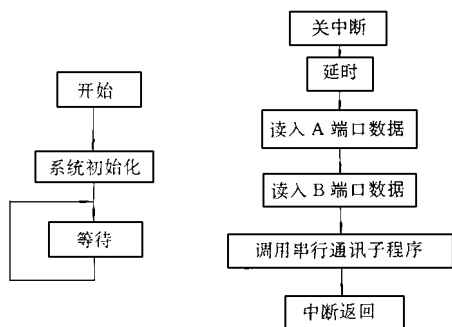 开始
系统初始化
等待
关中断
延时
读入 A 端口数据
读入 B 端口数据
调用串行通讯子程序
中断返回